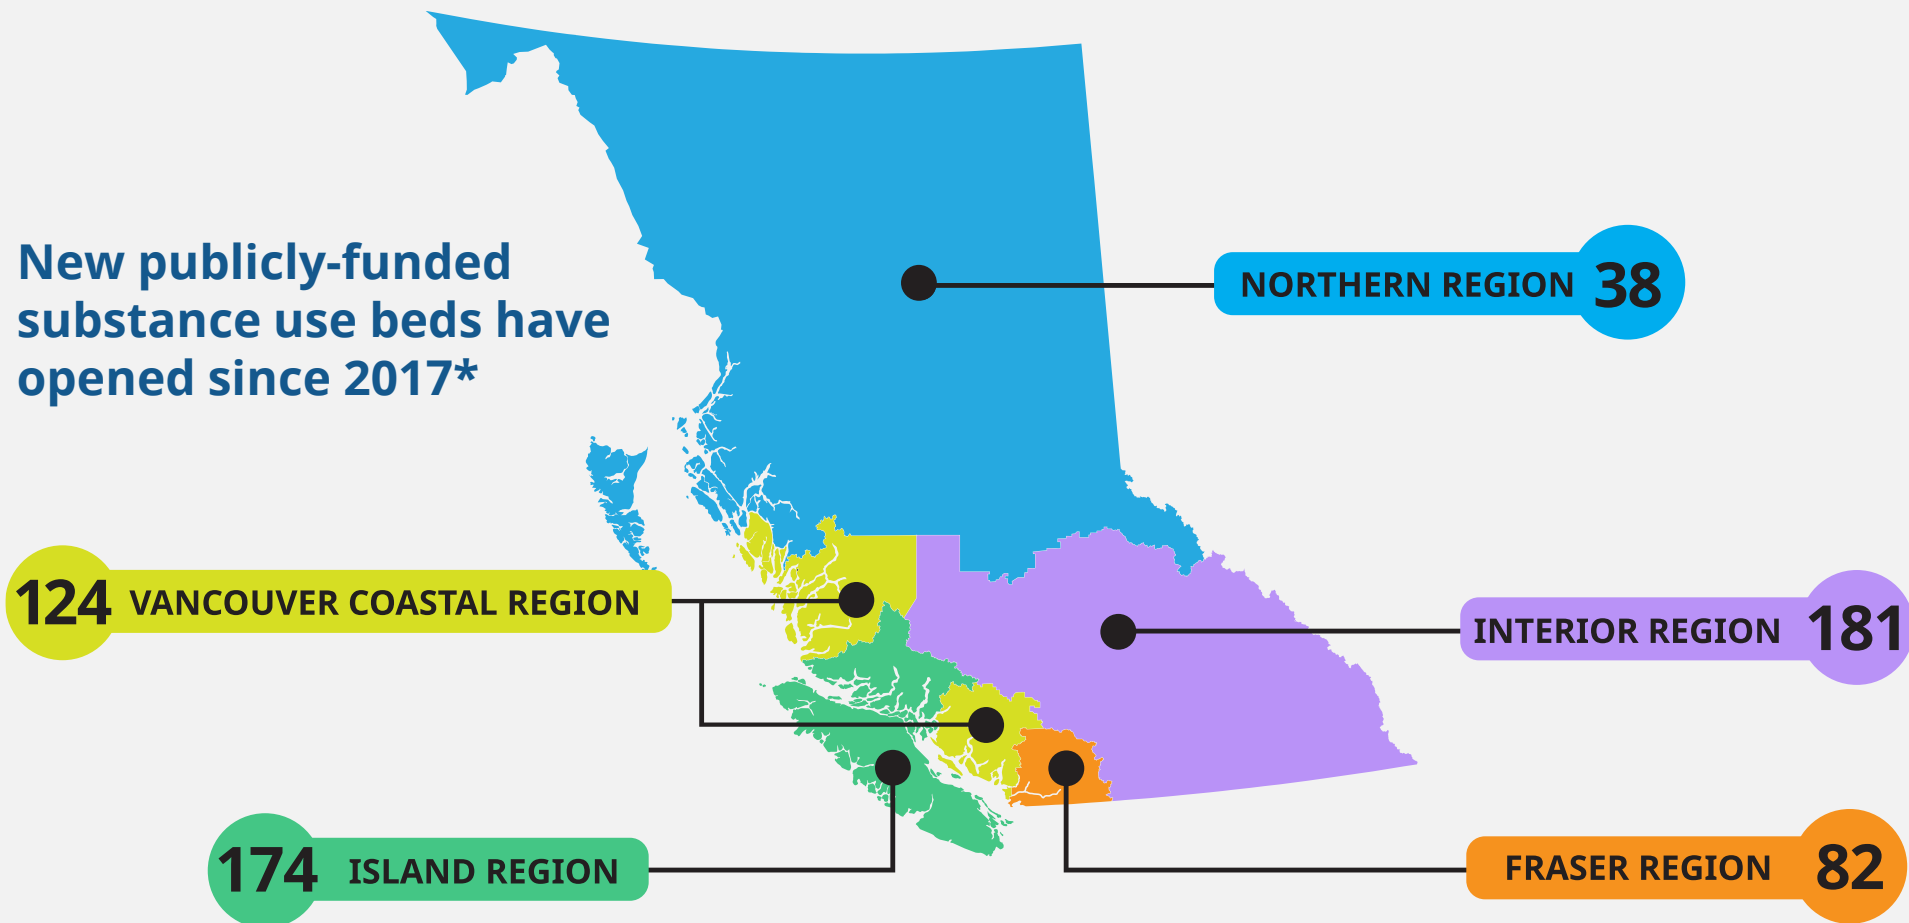 New publicly-funded
substance use beds have
opened since 2017*
NORTHERN REGION 38
124 VANCOUVER COASTAL REGION
INTERIOR REGION 181
174 ISLAND REGION
FRASER REGION 82